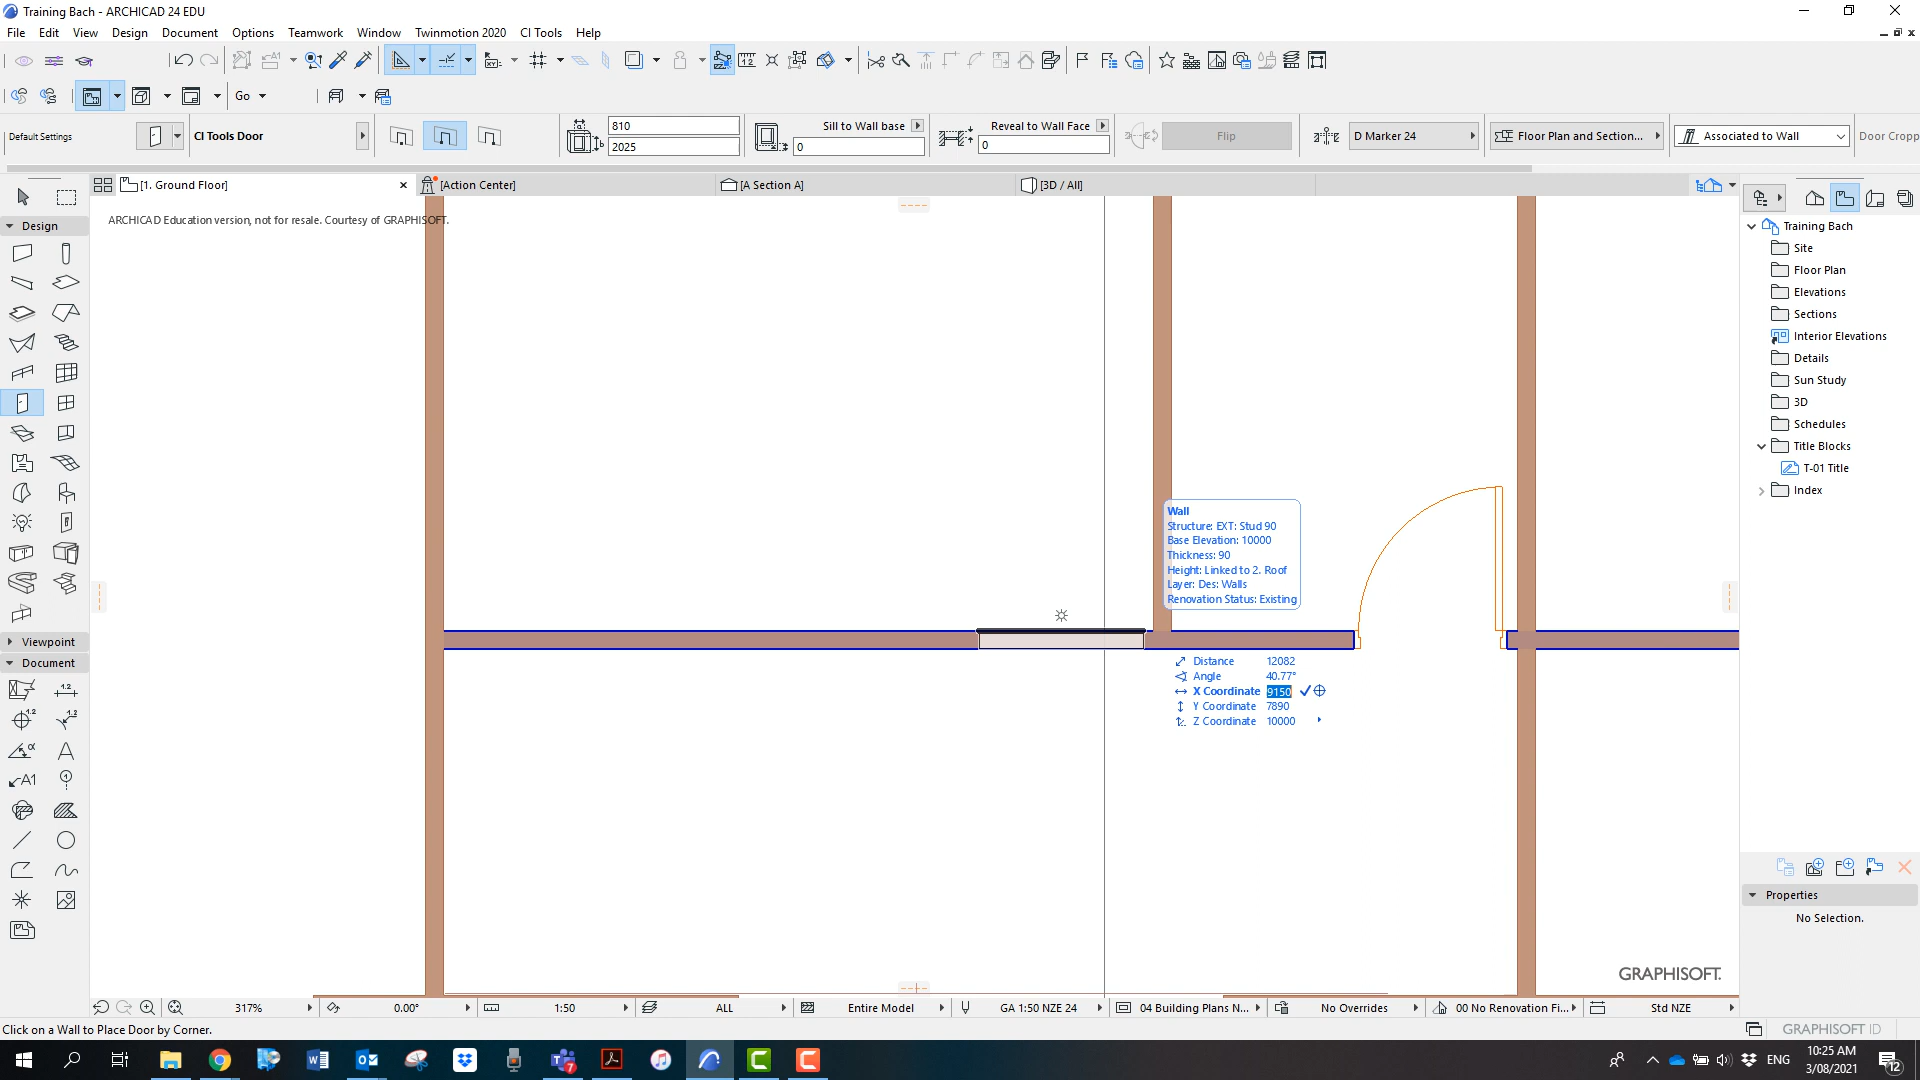 Training Bach - ARCHICAD 24 EDU
File Edit View Design Document Options Teamwork Window Twinmotion 2020 CI Tools Help
Go
Default Settings
CI Tools Door
810
2025
Sill to Wall base
0
Reveal to Wall Face
0
Flip
D Marker 24
Floor Plan and Section...
Associated to Wall
Door Cropp
[1. Ground Floor]
[Action Center]
[A Section A]
[3D / All]
ARCHICAD Education version, not for resale. Courtesy of GRAPHISOFT.
Design
Viewpoint
Document
Wall
Structure: EXT: Stud 90
Base Elevation: 10000
Thickness: 90
Height: Linked to 2. Roof
Layer: Des: Walls
Renovation Status: Existing
Distance 12082
Angle 40.77°
X Coordinate 9150
Y Coordinate 7890
Z Coordinate 10000
Training Bach
Site
Floor Plan
Elevations
Sections
Interior Elevations
Details
Sun Study
3D
Schedules
Title Blocks
T-01 Title
Index
Properties
No Selection.
GRAPHISOFT.
317%
0.00°
1:50
ALL
Entire Model
GA 1:50 NZE 24
04 Building Plans N...
No Overrides
00 No Renovation Fi...
Std NZE
Click on a Wall to Place Door by Corner.
GRAPHISOFT ID
ENG
10:25 AM
3/08/2021
12